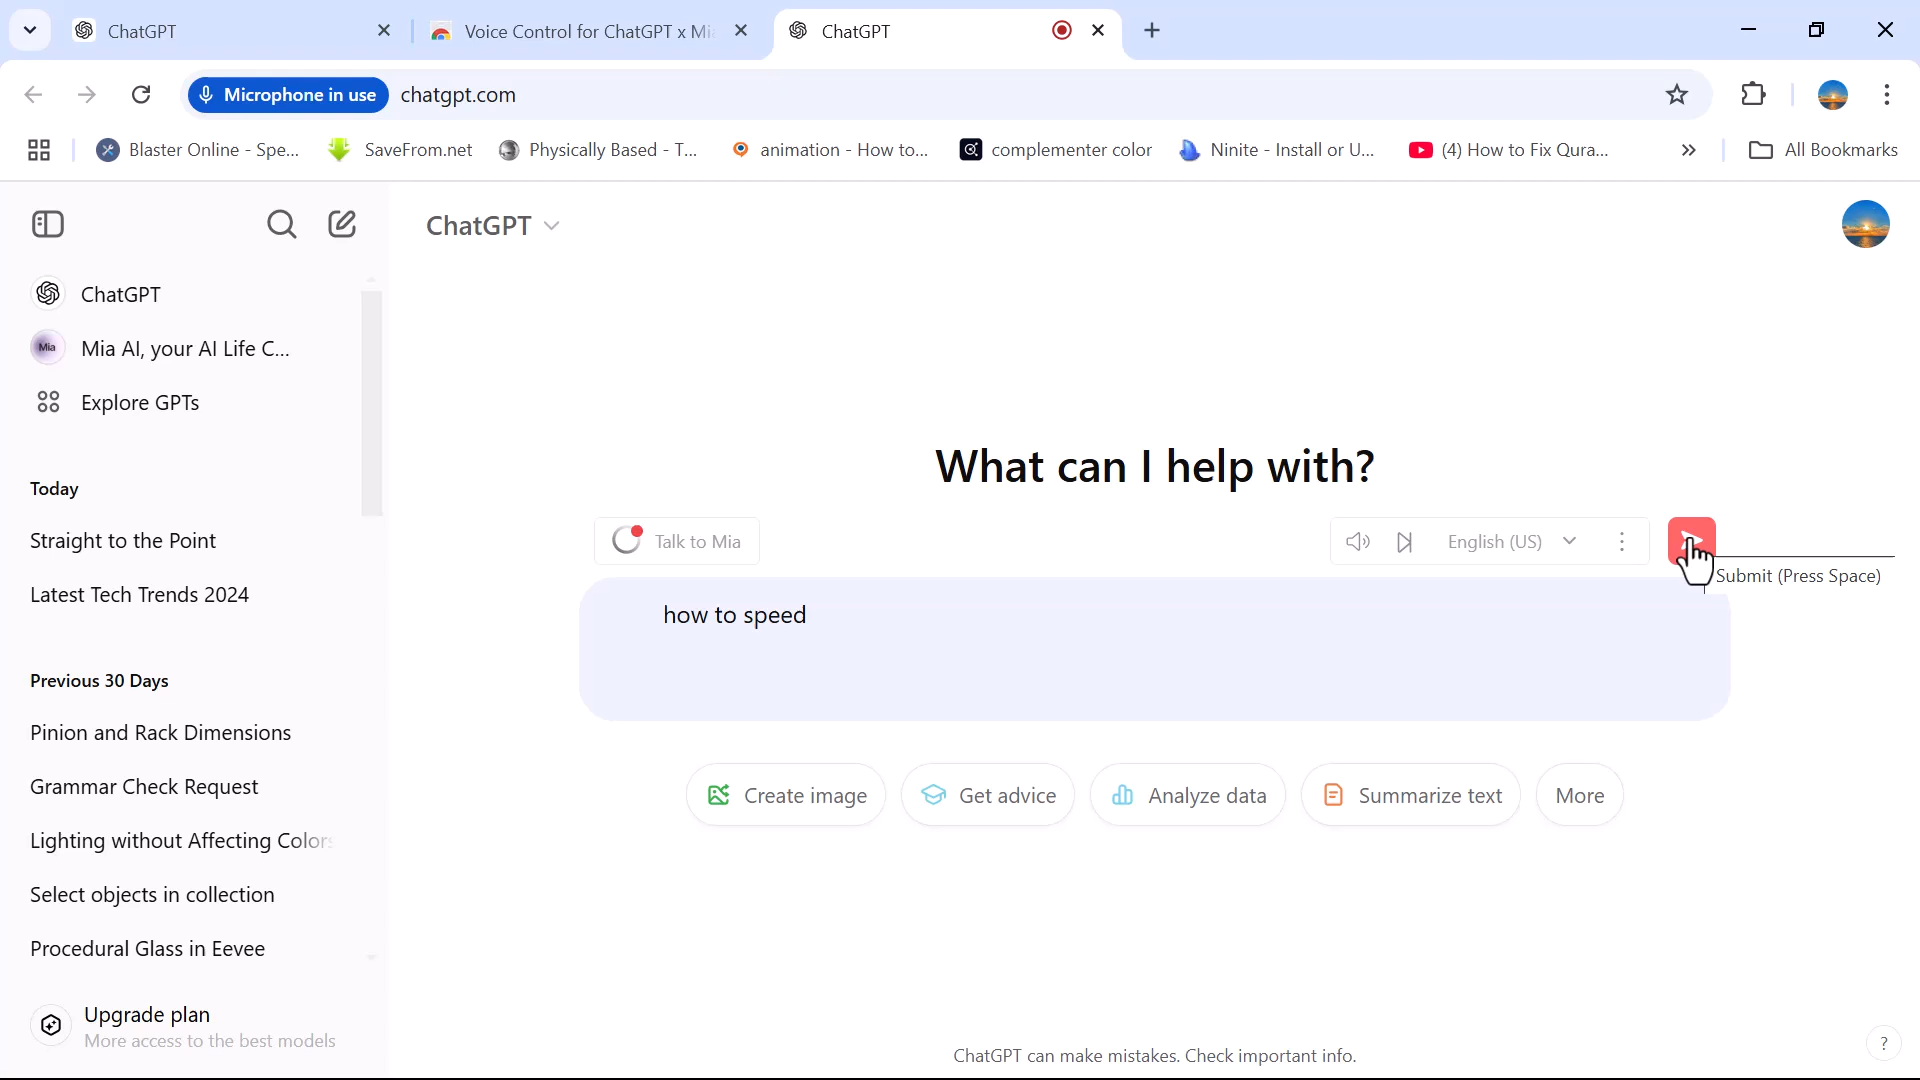 ChatGPT
Voice Control for ChatGPT x Mi
ChatGPT
Microphone in use
chatgpt.com
Blaster Online - Spe...
SaveFrom.net
Physically Based - T...
animation - How to...
complementer color
Ninite - Install or U...
(4) How to Fix Qura...
»
All Bookmarks
ChatGPT
ChatGPT
Mia
Mia AI, your AI Life C...
Explore GPTs
Today
Straight to the Point
Latest Tech Trends 2024
Previous 30 Days
Pinion and Rack Dimensions
Grammar Check Request
Lighting without Affecting Colors
Select objects in collection
Procedural Glass in Eevee
Upgrade plan
More access to the best models
What can I help with?
Talk to Mia
English (US)
Submit (Press Space)
how to speed
Create image
Get advice
Analyze data
Summarize text
More
ChatGPT can make mistakes. Check important info.
?